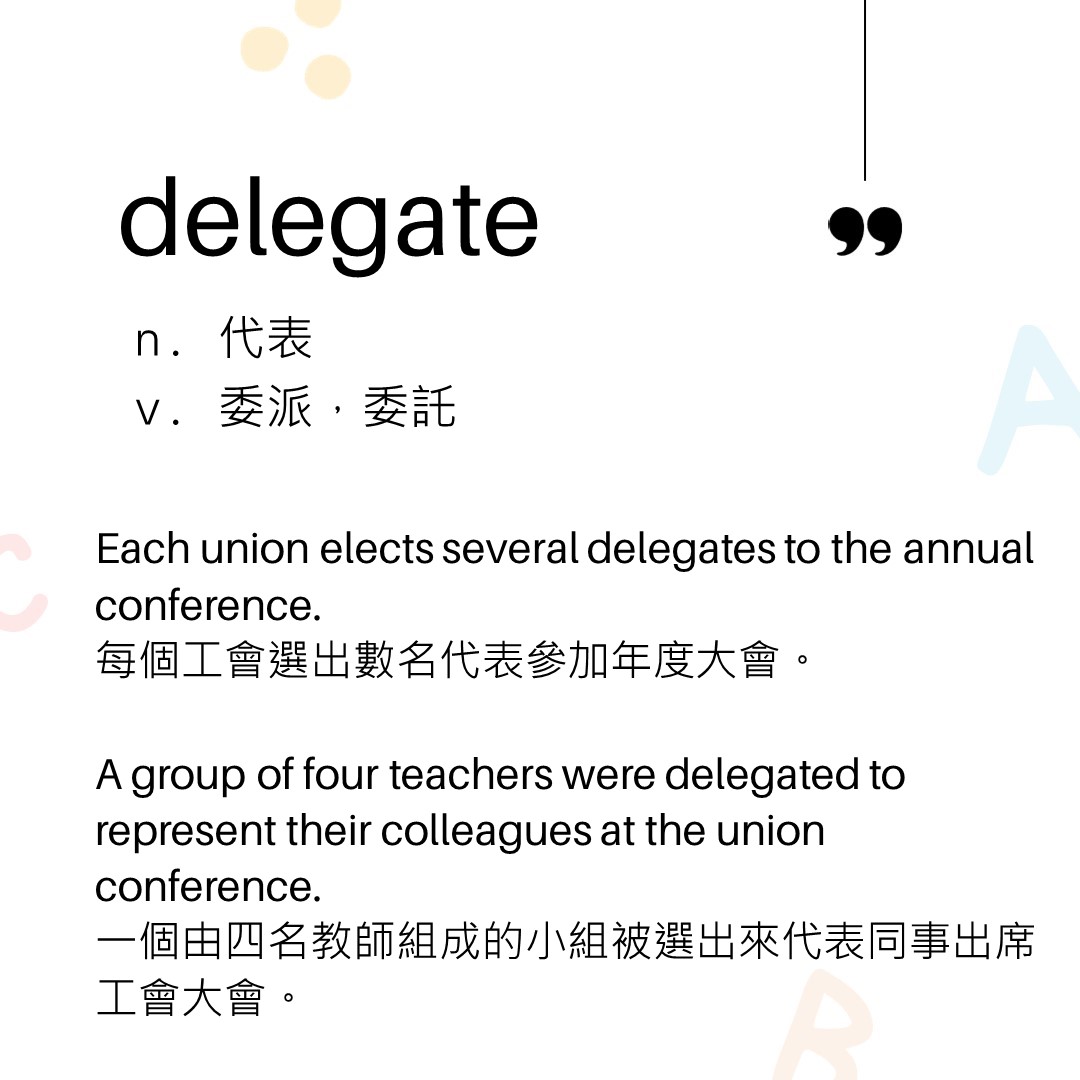 delegate
”
n. 代表
v. 委派，委託
A
C
Each union elects several delegates to the annual
conference.
每個工會選出數名代表參加年度大會。
A group of four teachers were delegated to
represent their colleagues at the union
conference.
一個由四名教師組成的小組被選出來代表同事出席
工會大會。
B